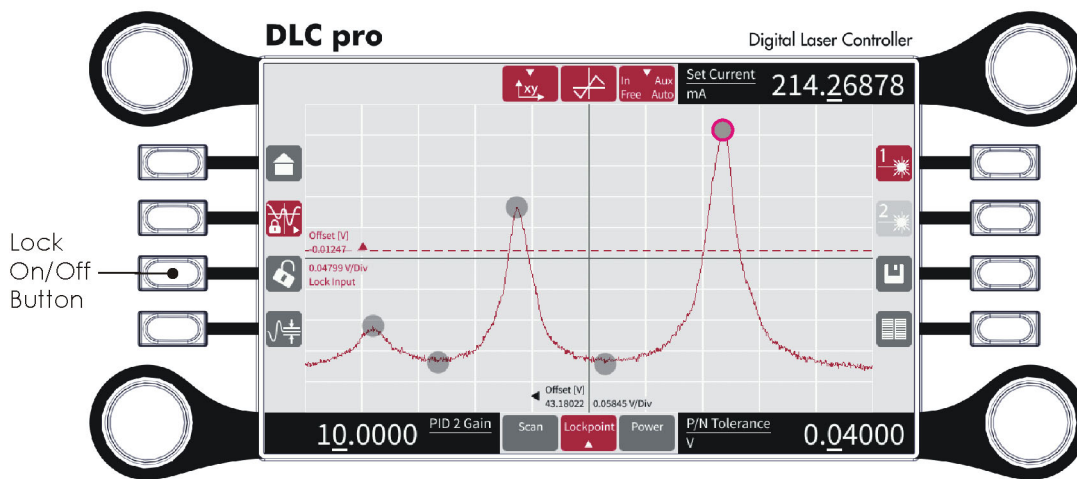 DLC pro
Digital Laser Controller
xy
In Aux
Free Auto
Set Current
mA
214.26878
1
2
Lock
On/Off
Button
Offset [V]
-0.01247
0.04799 V/Div
Lock Input
Offset [V]
43.18022 0.05845 V/Div
10.0000
PID 2 Gain
Scan
Lockpoint
Power
P/N Tolerance
V
0.04000